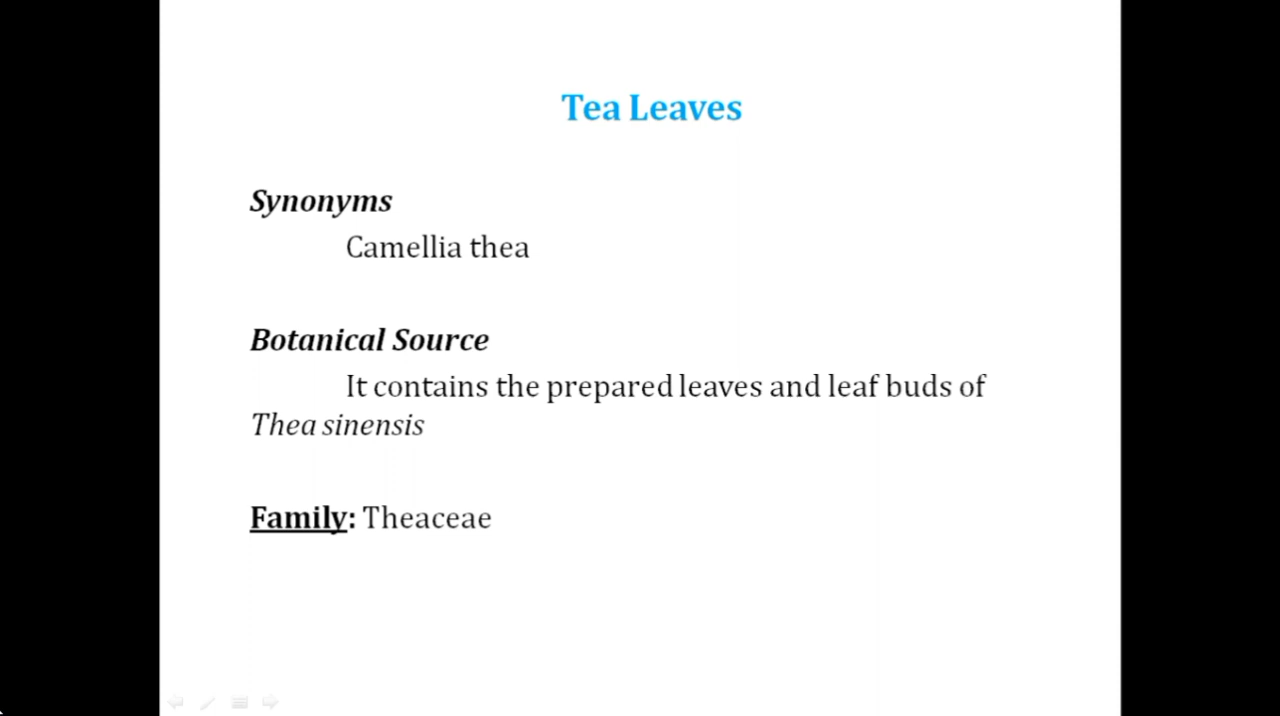 Tea Leaves
Synonyms
Camellia thea
Botanical Source
It contains the prepared leaves and leaf buds of
Thea sinensis
Family: Theaceae